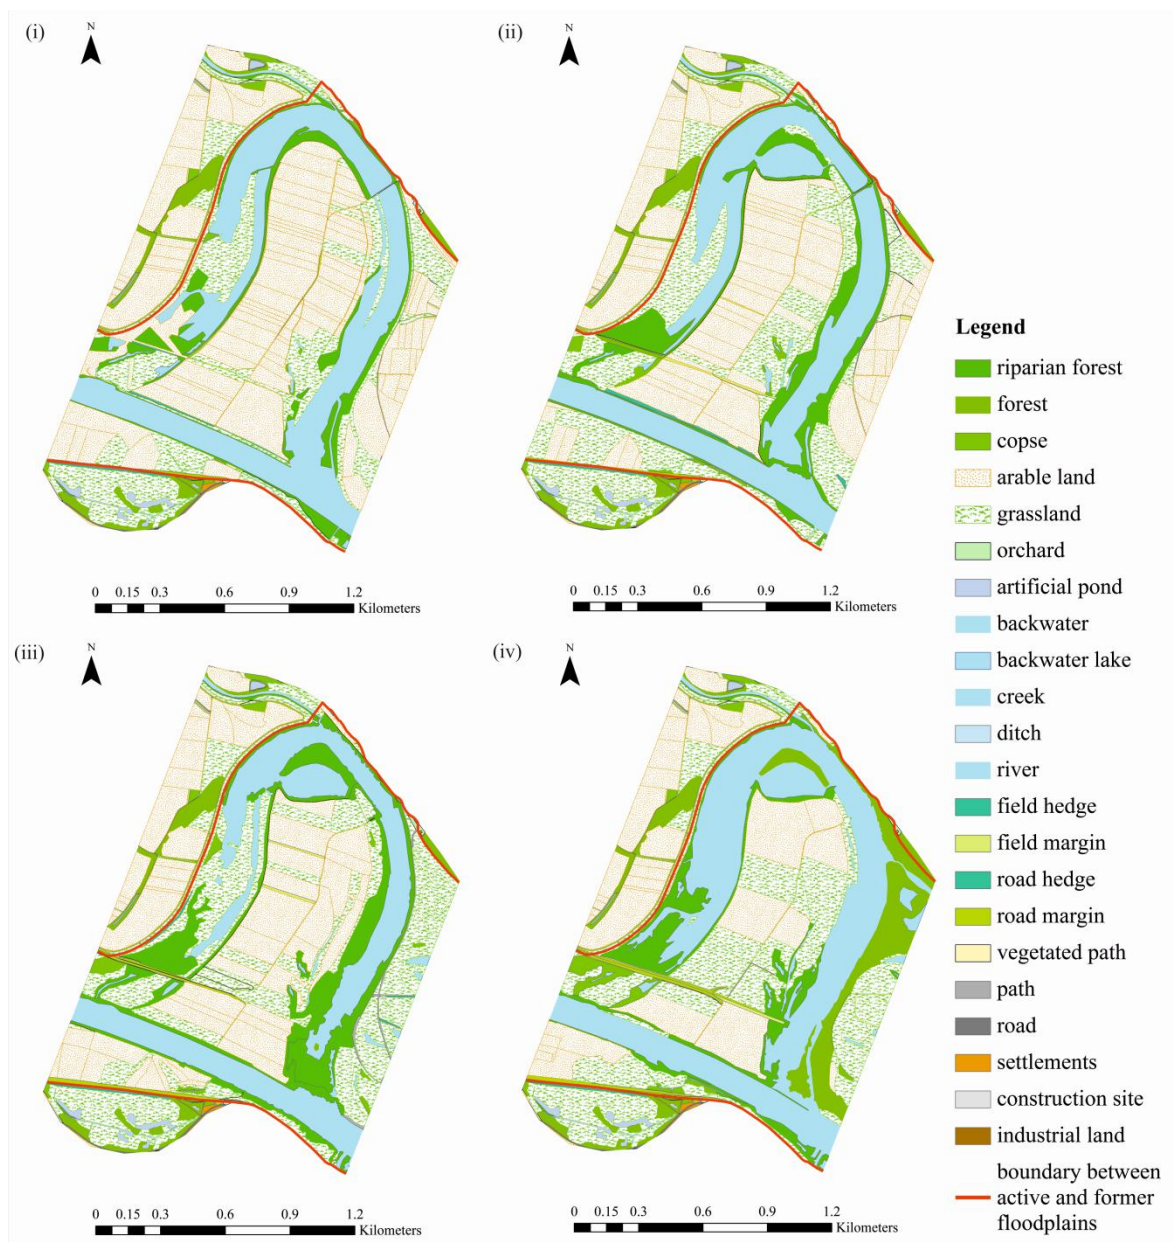 (i)
N
(ii)
N
0 0.15 0.3 0.6 0.9 1.2
Kilometers
0 0.15 0.3 0.6 0.9 1.2
Kilometers
(iii)
N
(iv)
N
0 0.15 0.3 0.6 0.9 1.2
Kilometers
0 0.15 0.3 0.6 0.9 1.2
Kilometers
Legend
riparian forest
forest
copse
arable land
grassland
orchard
artificial pond
backwater
backwater lake
creek
ditch
river
field hedge
field margin
road hedge
road margin
vegetated path
path
road
settlements
construction site
industrial land
boundary between
active and former
floodplains